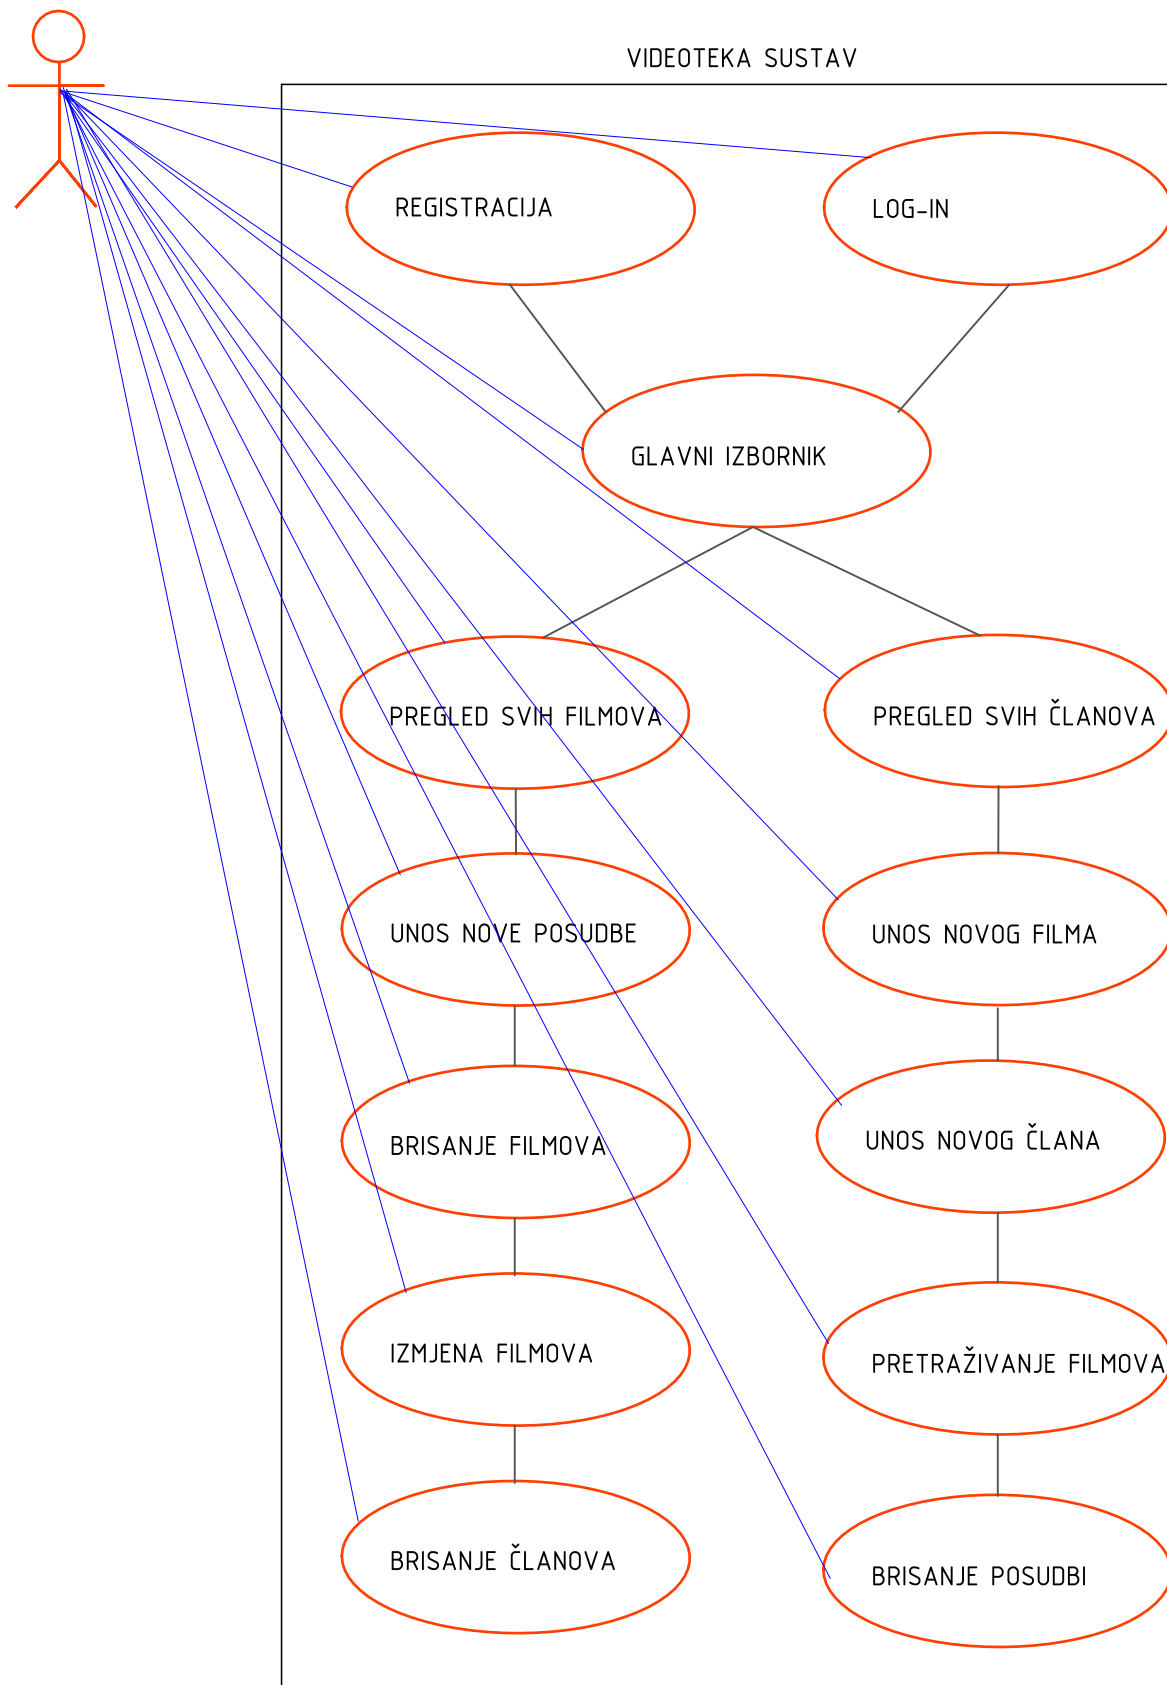 VIDEOTEKA SUSTAV
REGISTRACIJA
LOG-IN
GLAVNI IZBORNIK
PREGLED SVIH FILMOVA
PREGLED SVIH ČLANOVA
UNOS NOVE POSUDBE
UNOS NOVOG FILMA
BRISANJE FILMOVA
UNOS NOVOG ČLANA
IZMJENA FILMOVA
PRETRAŽIVANJE FILMOVA
BRISANJE ČLANOVA
BRISANJE POSUDBI